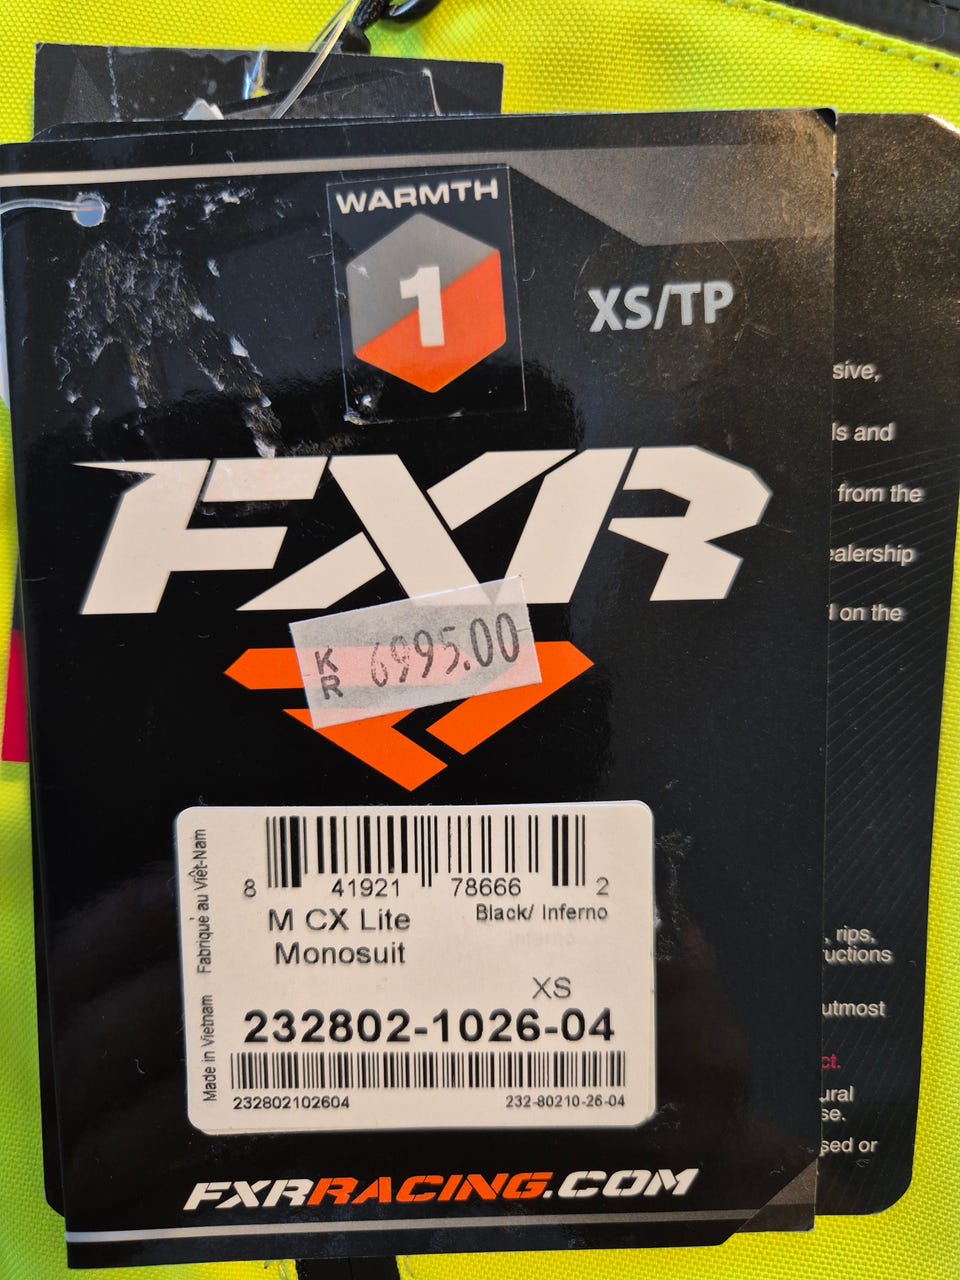 WARMTH
1
XS/TP
sive,
ls and
from the
ealership
d on the
FXR
KR 6995.00
8 41921 78666 2
M CX Lite
Monosuit
Black/ Inferno
XS
232802-1026-04
232802102604
232-80210-26-04
Made in Vietnam
Fabriqué au Viêt-Nam
, rips,
ructions
utmost
ct.
ural
se.
sed or
FXRRACING.COM